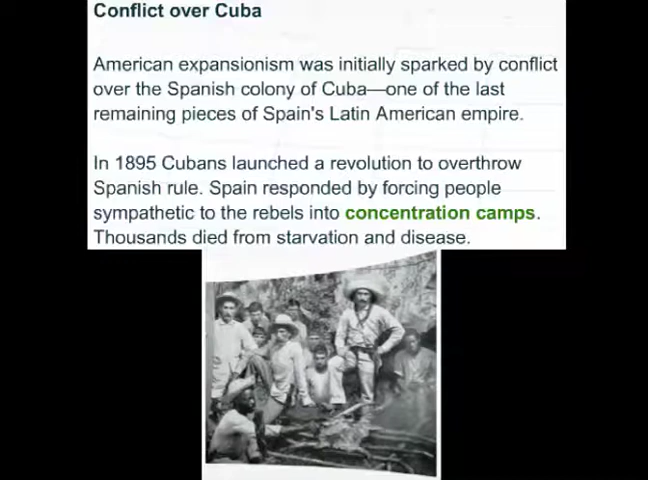 Conflict over Cuba
American expansionism was initially sparked by conflict
over the Spanish colony of Cuba—one of the last
remaining pieces of Spain's Latin American empire.
In 1895 Cubans launched a revolution to overthrow
Spanish rule. Spain responded by forcing people
sympathetic to the rebels into concentration camps.
Thousands died from starvation and disease.